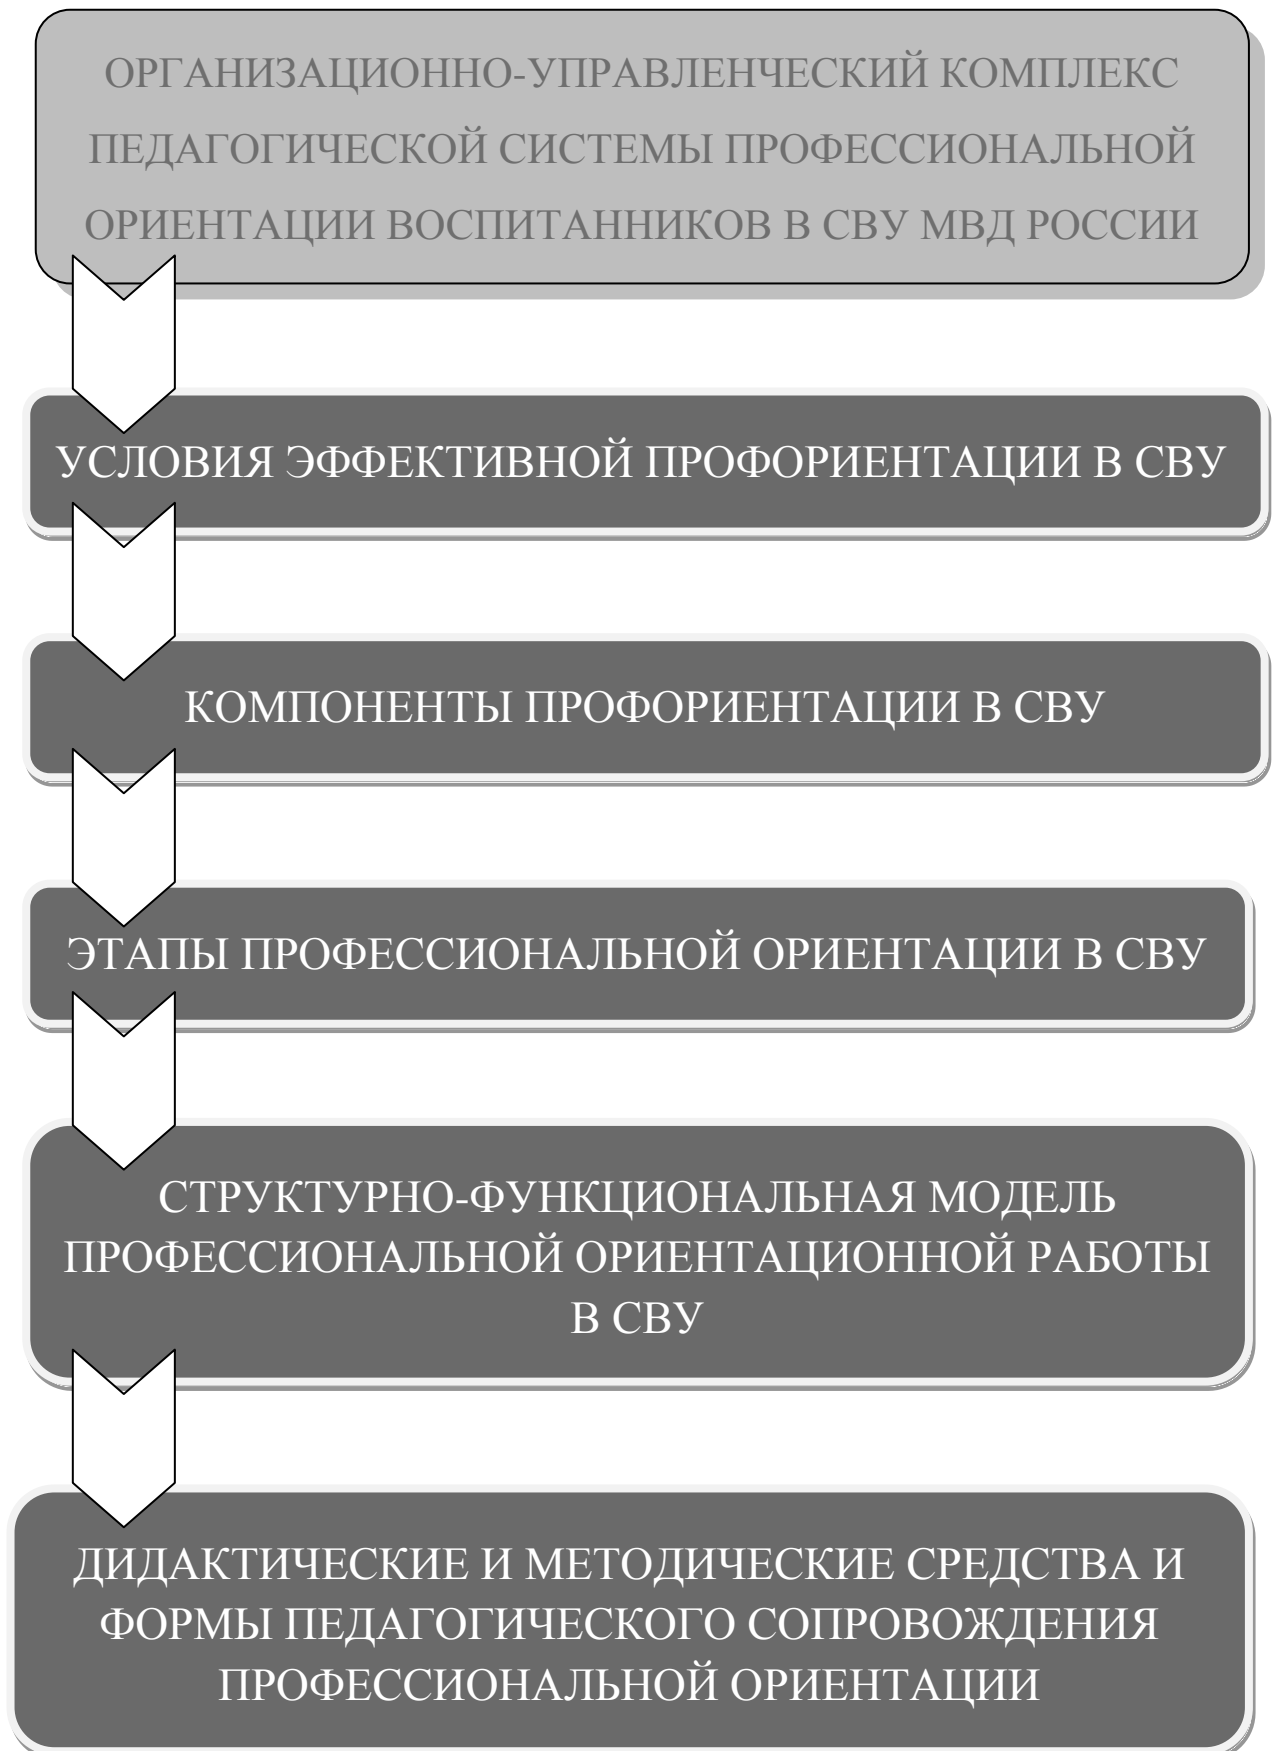 ОРГАНИЗАЦИОННО-УПРАВЛЕНЧЕСКИЙ КОМПЛЕКС
ПЕДАГОГИЧЕСКОЙ СИСТЕМЫ ПРОФЕССИОНАЛЬНОЙ
ОРИЕНТАЦИИ ВОСПИТАННИКОВ В СВУ МВД РОССИИ
УСЛОВИЯ ЭФФЕКТИВНОЙ ПРОФОРИЕНТАЦИИ В СВУ
КОМПОНЕНТЫ ПРОФОРИЕНТАЦИИ В СВУ
ЭТАПЫ ПРОФЕССИОНАЛЬНОЙ ОРИЕНТАЦИИ В СВУ
СТРУКТУРНО-ФУНКЦИОНАЛЬНАЯ МОДЕЛЬ
ПРОФЕССИОНАЛЬНОЙ ОРИЕНТАЦИОННОЙ РАБОТЫ
В СВУ
ДИДАКТИЧЕСКИЕ И МЕТОДИЧЕСКИЕ СРЕДСТВА И
ФОРМЫ ПЕДАГОГИЧЕСКОГО СОПРОВОЖДЕНИЯ
ПРОФЕССИОНАЛЬНОЙ ОРИЕНТАЦИИ